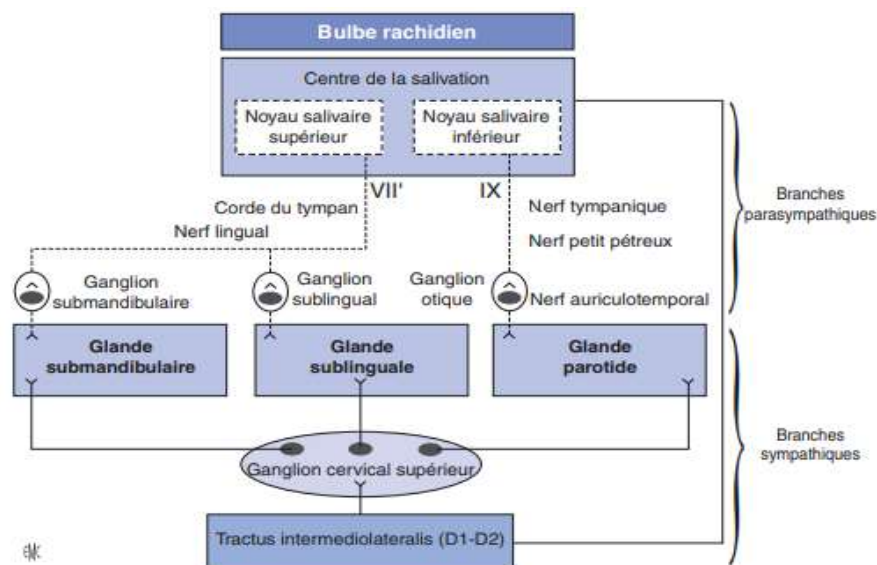 Bulbe rachidien
Centre de la salivation
Noyau salivaire
supérieur
Noyau salivaire
inférieur
VII'
IX
Corde du tympan
Nerf lingual
Nerf tympanique
Nerf petit pétreux
Branches
parasympathiques
Ganglion
submandibulaire
Ganglion
sublingual
Ganglion
otique
Nerf auriculotemporal
Glande
submandibulaire
Glande
sublinguale
Glande
parotide
Ganglion cervical supérieur
Branches
sympathiques
Tractus intermediolateralis (D1-D2)
EMC